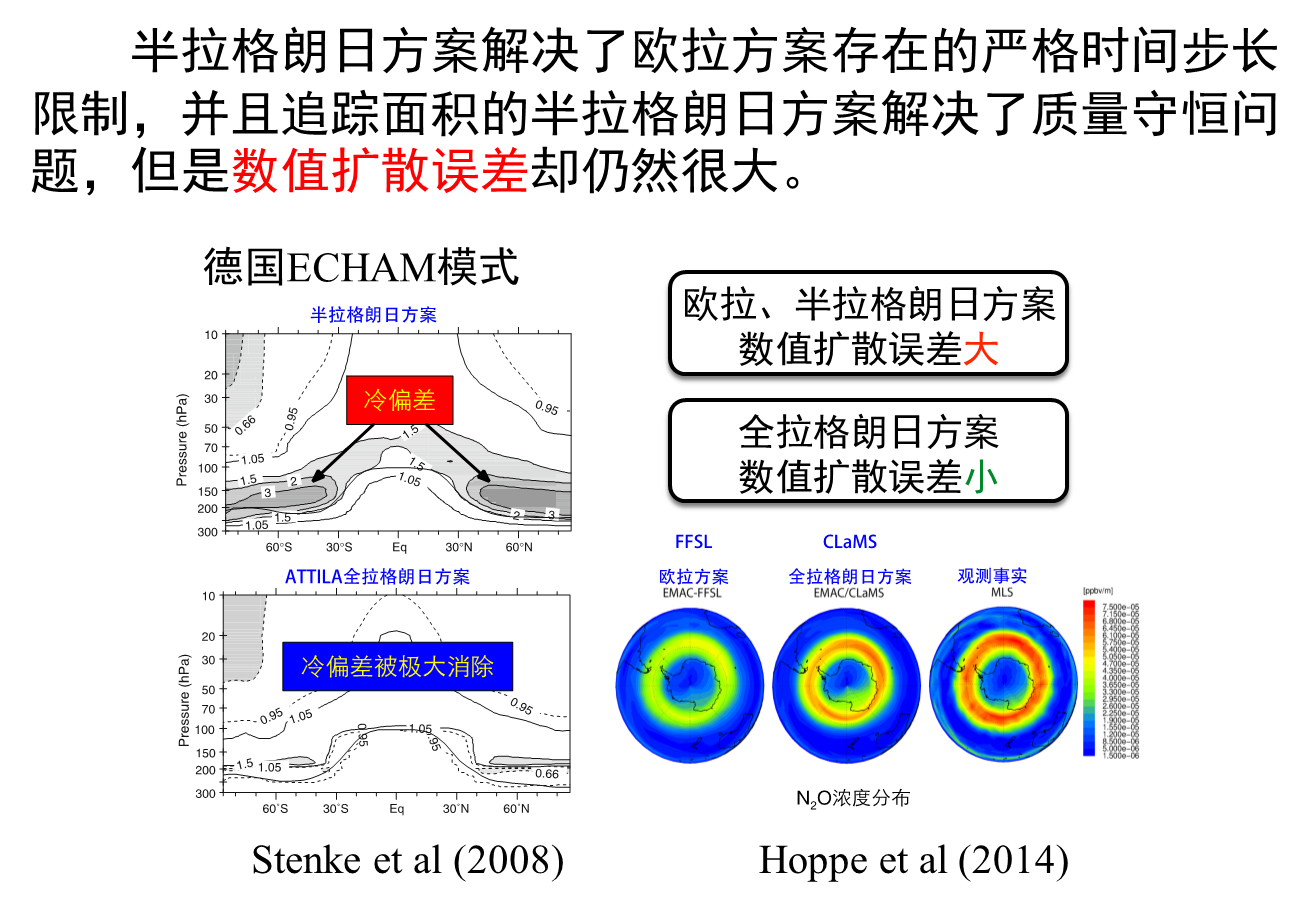 半拉格朗日方案解决了欧拉方案存在的严格时间步长
限制，并且追踪面积的半拉格朗日方案解决了质量守恒问
题，但是数值扩散误差却仍然很大。
德国ECHAM模式
半拉格朗日方案
Pressure (hPa)
10
20
30
50
70
100
150
200
300
冷偏差
0.66
0.95
0.95
1.05
1.5
1.5
1.5
1.05
2
3
1.5
1.05
2
3
60°S 30°S Eq 30°N 60°N
ATTILA全拉格朗日方案
Pressure (hPa)
10
20
30
50
70
100
150
200
300
冷偏差被极大消除
0.95
1.05
0.95
1.05
0.95
0.95
1.5
1.05
0.66
60°S 30°S Eq 30°N 60°N
Stenke et al (2008)
欧拉、半拉格朗日方案
数值扩散误差大
全拉格朗日方案
数值扩散误差小
FFSL CLaMS
欧拉方案 全拉格朗日方案 观测事实
EMAC-FFSL EMAC/CLaMS MLS
[ppbv/m]
7.500e-05
7.150e-05
6.800e-05
6.450e-05
6.100e-05
5.750e-05
5.400e-05
5.050e-05
4.700e-05
4.350e-05
4.000e-05
3.650e-05
3.300e-05
2.950e-05
2.600e-05
2.250e-05
1.900e-05
1.550e-05
1.200e-05
8.500e-06
5.000e-06
1.500e-06
N₂O浓度分布
Hoppe et al (2014)